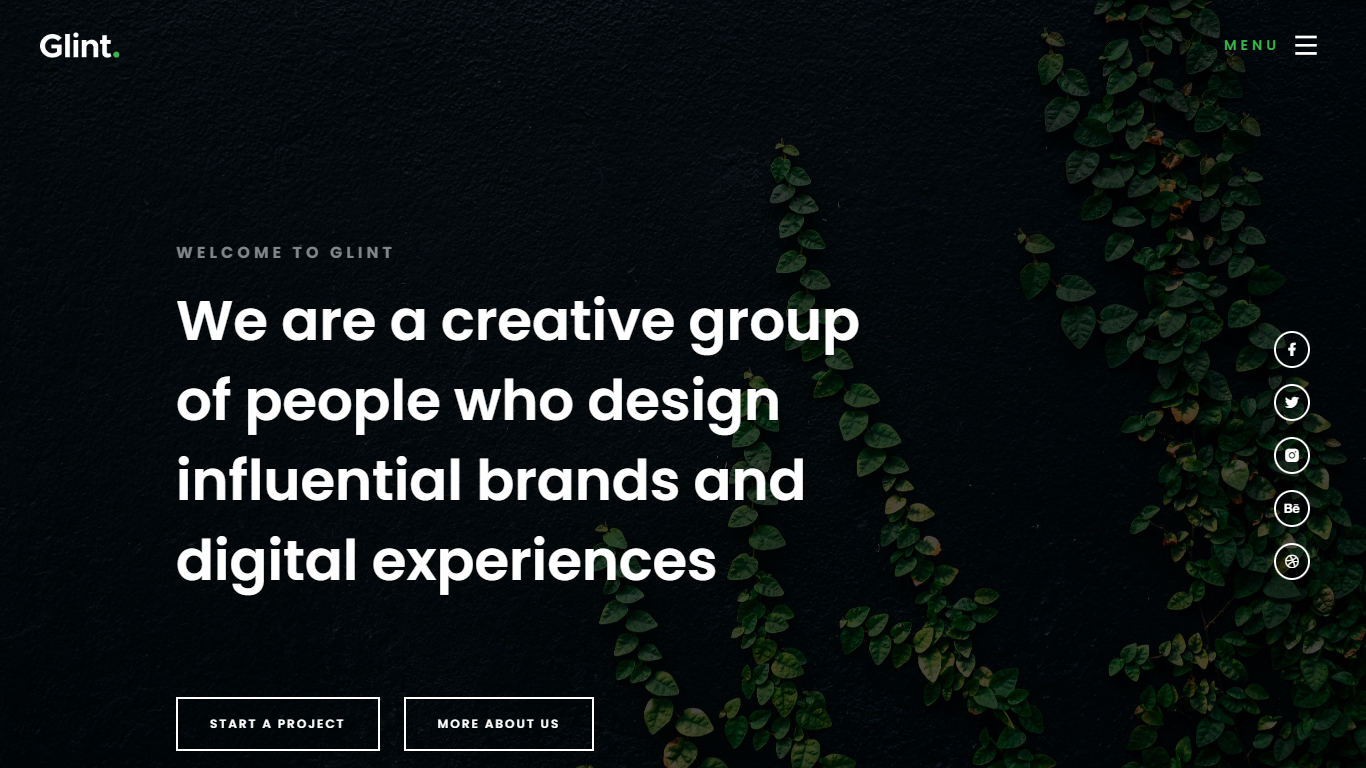 Glint.
MENU
WELCOME TO GLINT
We are a creative group
of people who design
influential brands and
digital experiences
Bē
START A PROJECT
MORE ABOUT US